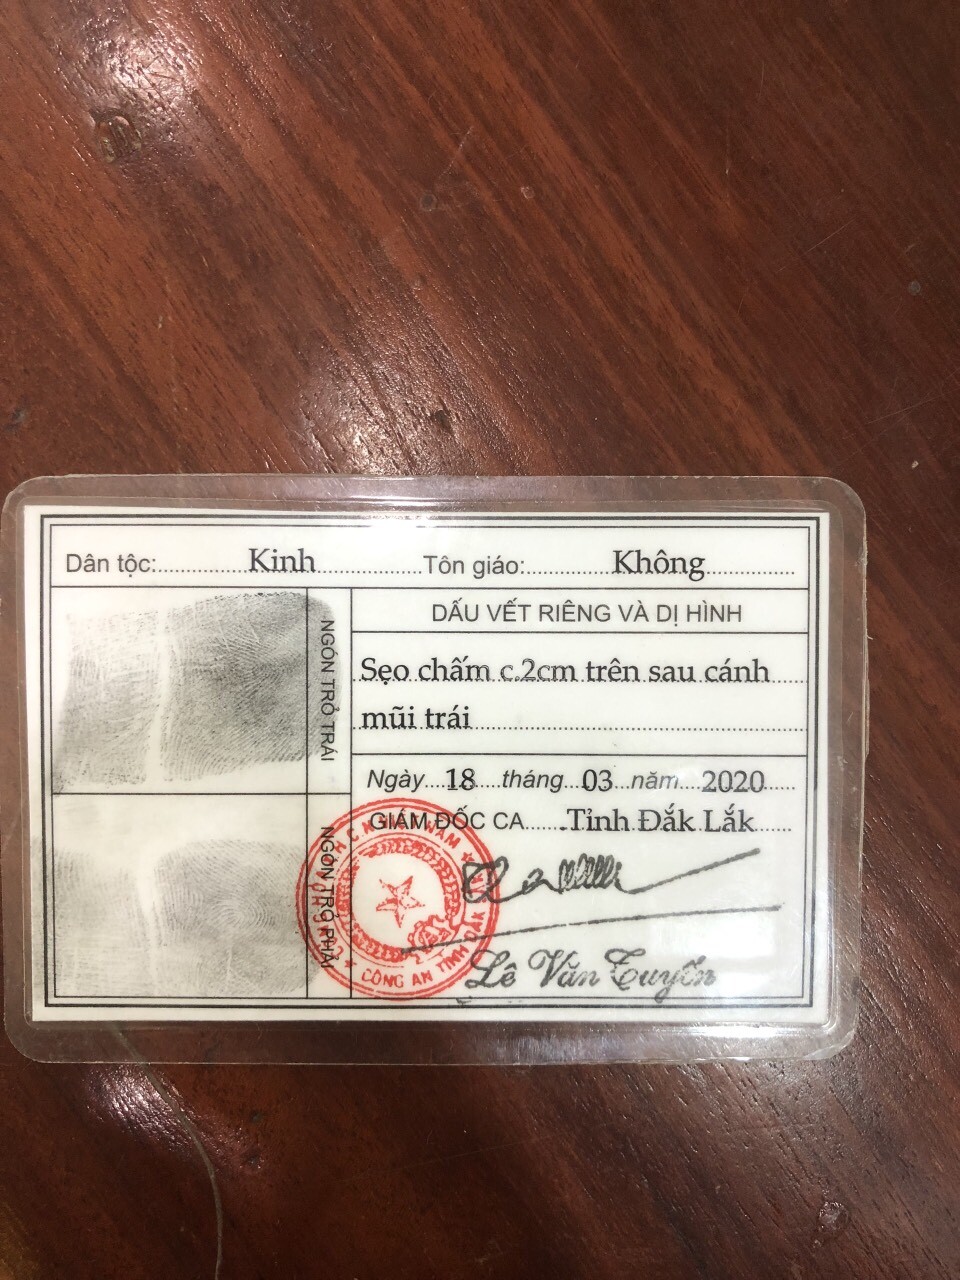 Dân tộc: Kinh Tôn giáo: Không
NGÓN TRỎ TRÁI
DẤU VẾT RIÊNG VÀ DỊ HÌNH
Sẹo chấm c.2cm trên sau cánh
mũi trái
NGÓN TRỎ PHẢI
Ngày 18 tháng 03 năm 2020
GIÁM ĐỐC CA Tỉnh Đắk Lắk
CÔNG AN TỈNH ĐẮK
Lê Văn Tuyến